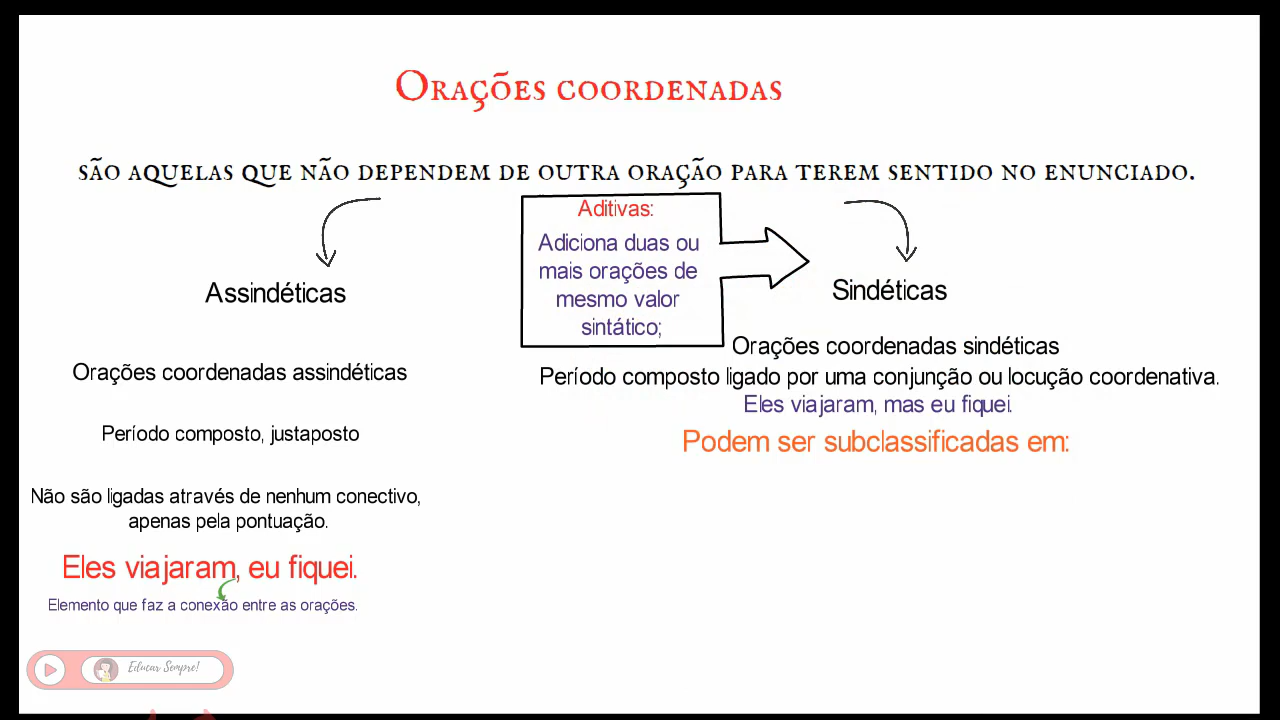 Orações coordenadas
são aquelas que não dependem de outra oração para terem sentido no enunciado.
Aditivas:
Adiciona duas ou
mais orações de
mesmo valor
sintático;
Assindéticas
Orações coordenadas assindéticas
Período composto, justaposto
Não são ligadas através de nenhum conectivo,
apenas pela pontuação.
Eles viajaram, eu fiquei.
Elemento que faz a conexão entre as orações.
Sindéticas
Orações coordenadas sindéticas
Período composto ligado por uma conjunção ou locução coordenativa.
Eles viajaram, mas eu fiquei.
Podem ser subclassificadas em:
Educar Sempre!